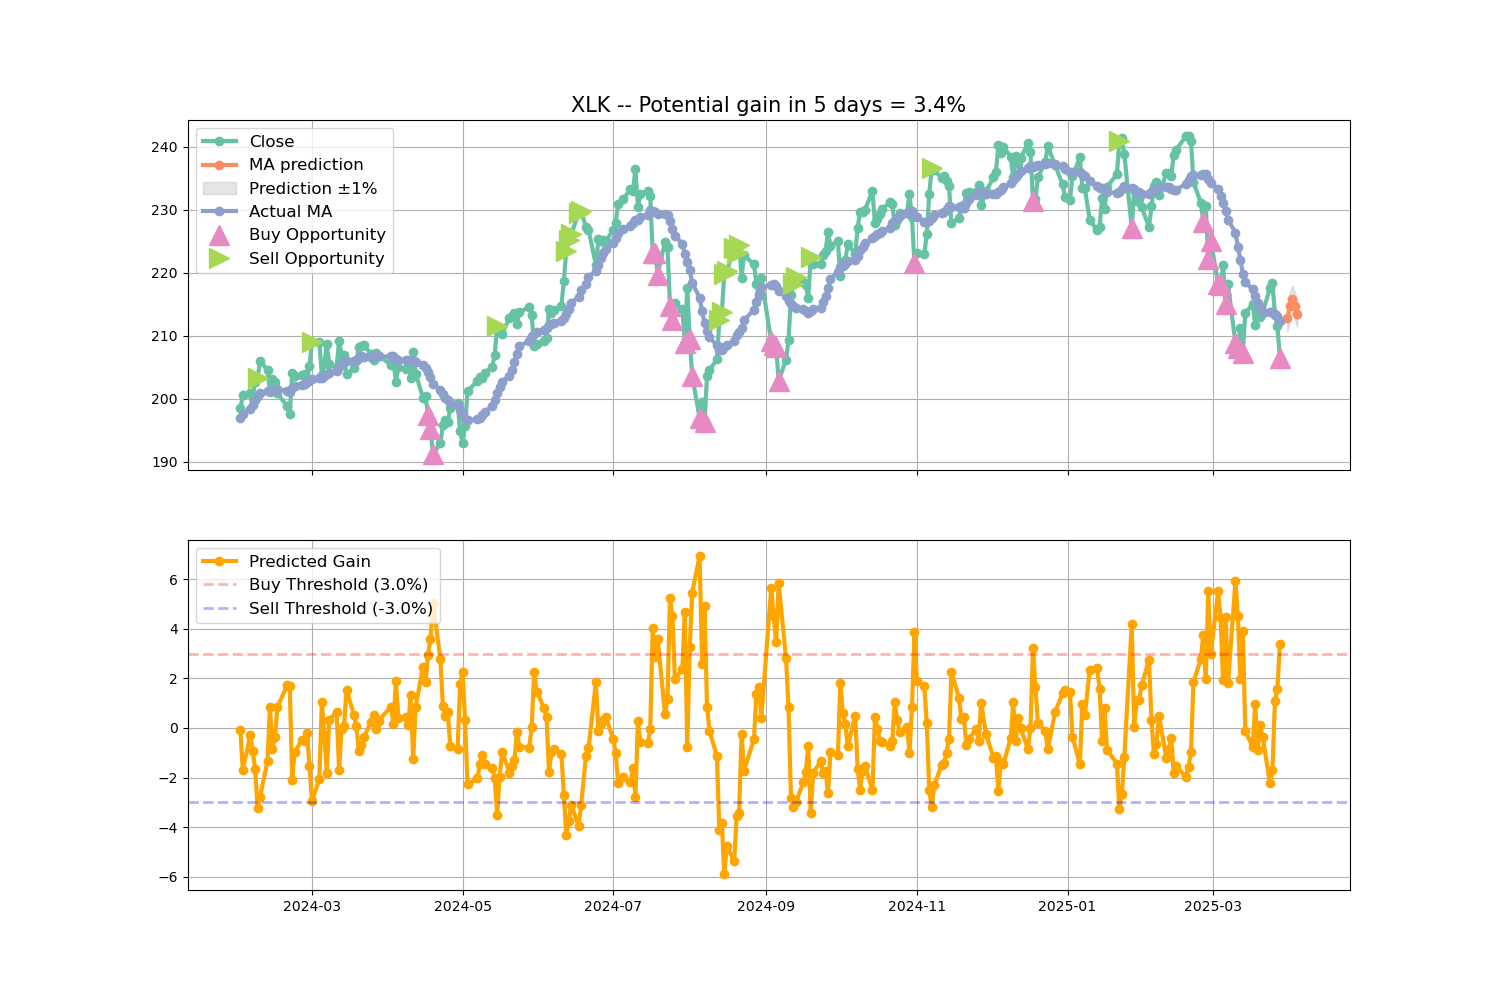 XLK -- Potential gain in 5 days = 3.4%
Close
MA prediction
Prediction ±1%
Actual MA
Buy Opportunity
Sell Opportunity
240
230
220
210
200
190
Predicted Gain
Buy Threshold (3.0%)
Sell Threshold (-3.0%)
6
4
2
0
−2
−4
−6
2024-03 2024-05 2024-07 2024-09 2024-11 2025-01 2025-03